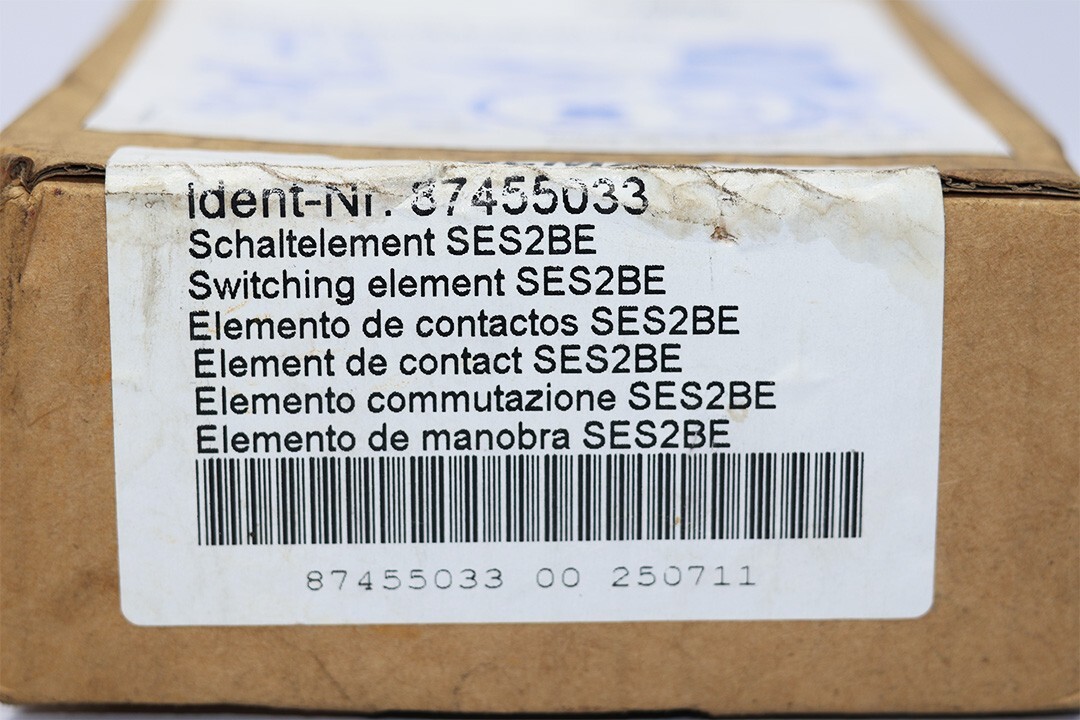 Ident-Nr. 87455033
Schaltelement SES2BE
Switching element SES2BE
Elemento de contactos SES2BE
Element de contact SES2BE
Elemento commutazione SES2BE
Elemento de manobra SES2BE
87455033 00 250711